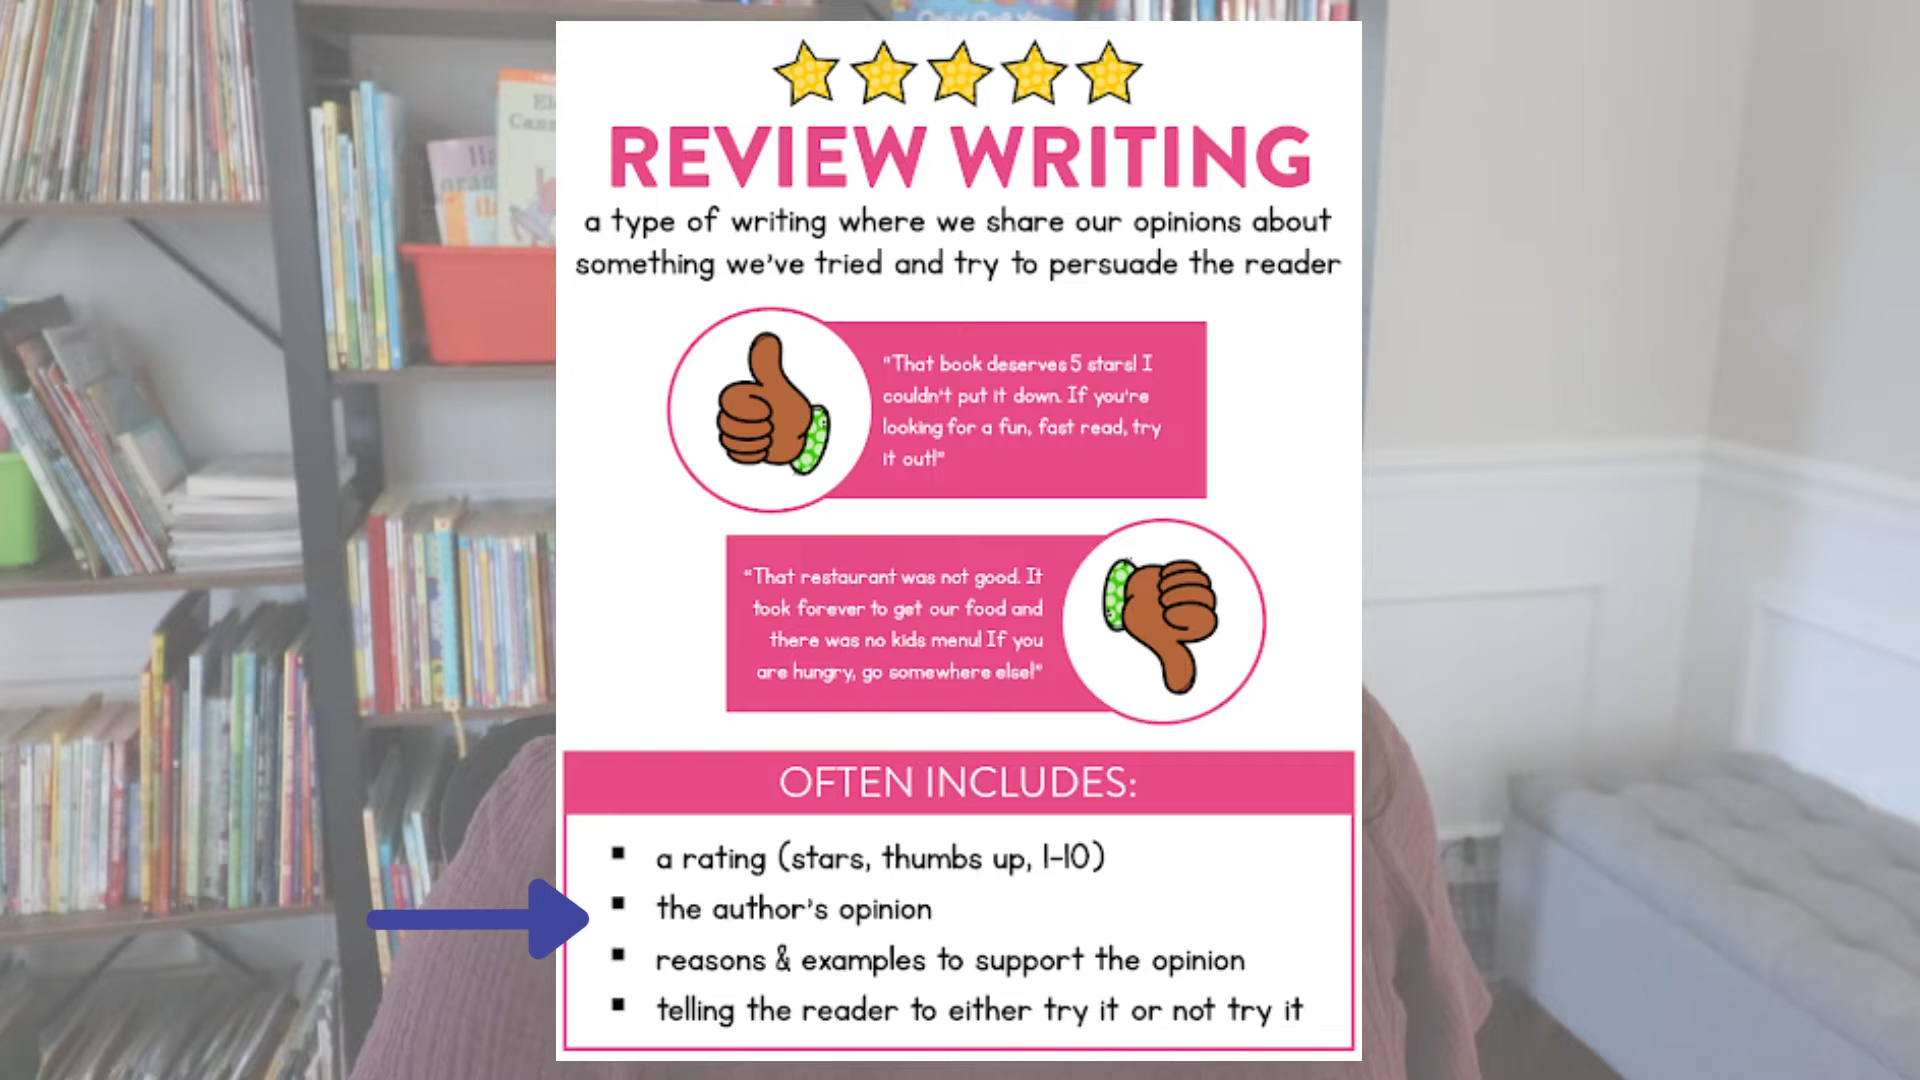 REVIEW WRITING
a type of writing where we share our opinions about
something we've tried and try to persuade the reader
"That book deserves 5 stars! I
couldn't put it down. If you're
looking for a fun, fast read, try
it out!"
"That restaurant was not good. It
took forever to get our food and
there was no kids menu! If you
are hungry, go somewhere else!"
OFTEN INCLUDES:
▪ a rating (stars, thumbs up, 1-10)
▪ the author's opinion
▪ reasons & examples to support the opinion
▪ telling the reader to either try it or not try it